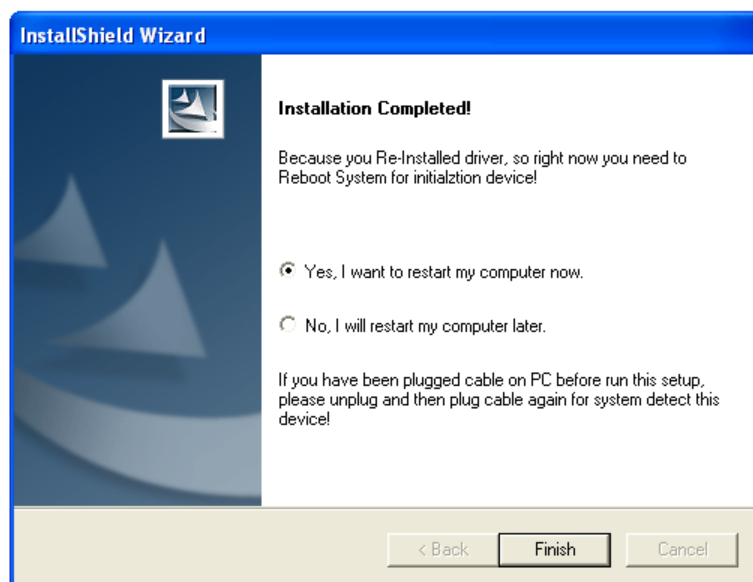 InstallShield Wizard
Installation Completed!
Because you Re-Installed driver, so right now you need to
Reboot System for initialztion device!
Yes, I want to restart my computer now.
No, I will restart my computer later.
If you have been plugged cable on PC before run this setup,
please unplug and then plug cable again for system detect this
device!
< Back
Finish
Cancel